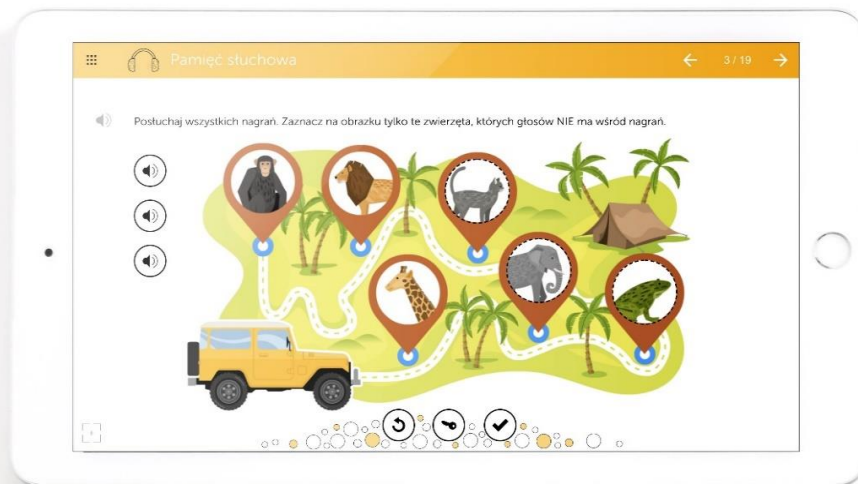 Pamięć słuchowa
3 / 19
Posłuchaj wszystkich nagrań. Zaznacz na obrazku tylko te zwierzęta, których głosów NIE ma wśród nagrań.